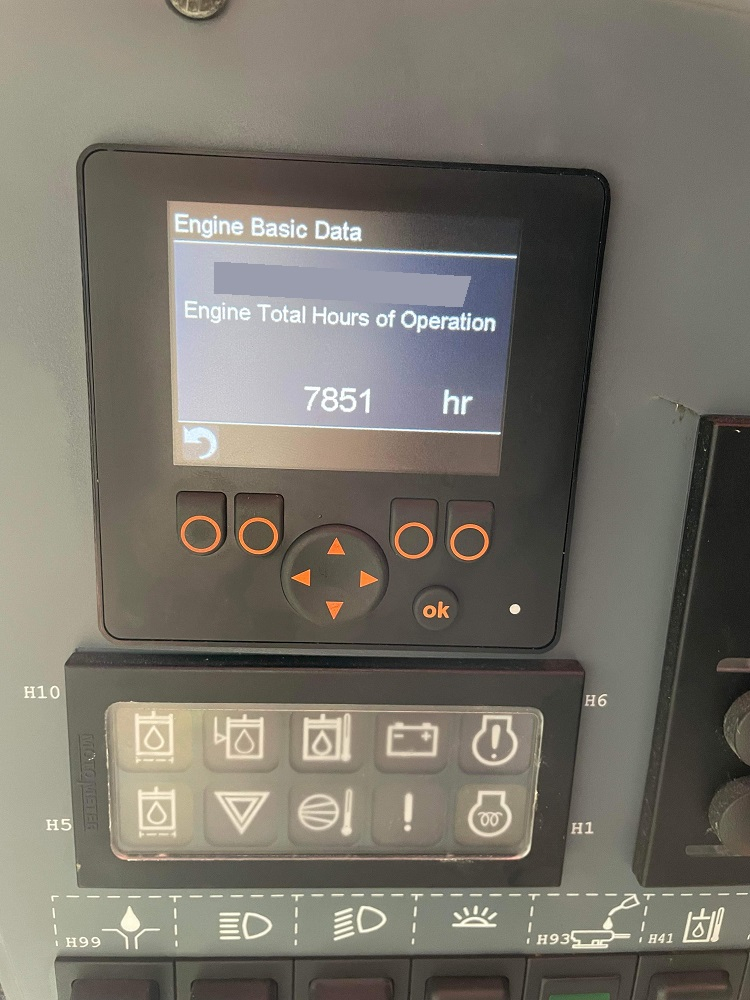 Engine Basic Data
Engine Total Hours of Operation
7851 hr
ok
H10
H6
H5
H1
H99
H93
H41